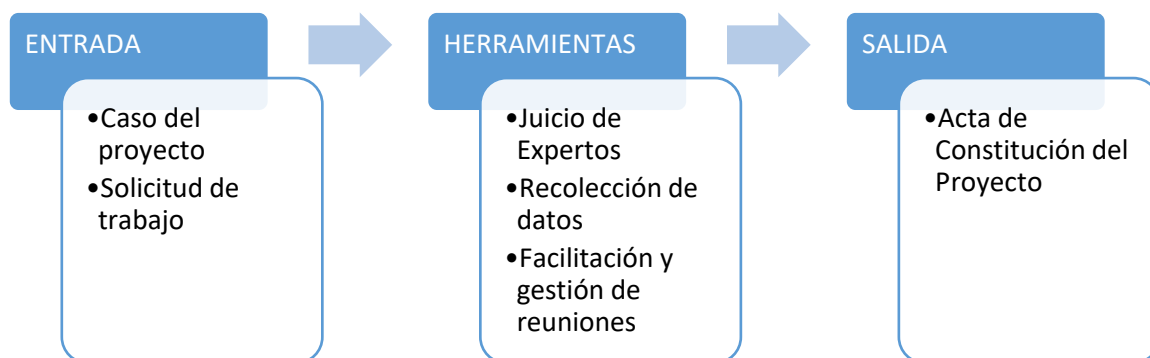 ENTRADA
•Caso del
proyecto
•Solicitud de
trabajo
HERRAMIENTAS
•Juicio de
Expertos
•Recolección de
datos
•Facilitación y
gestión de
reuniones
SALIDA
•Acta de
Constitución del
Proyecto